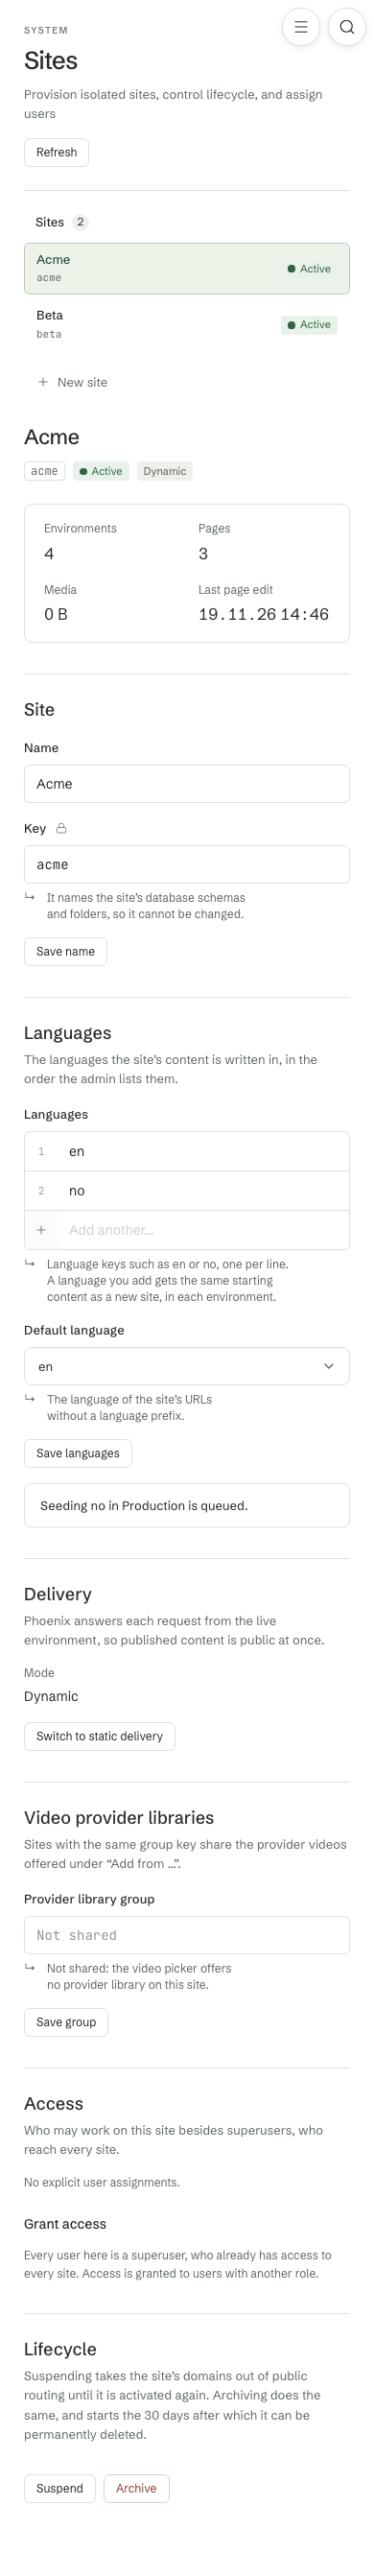 SYSTEM
Sites
Provision isolated sites, control lifecycle, and assign
users
Refresh
Sites 2
Acme
acme
Active
Beta
beta
Active
New site
Acme
acme Active Dynamic
Environments
4
Pages
3
Media
0 B
Last page edit
19.11.26 14:46
Site
Name
Acme
Key
acme
It names the site's database schemas
and folders, so it cannot be changed.
Save name
Languages
The languages the site's content is written in, in the
order the admin lists them.
Languages
1 en
2 no
+ Add another…
Language keys such as en or no, one per line.
A language you add gets the same starting
content as a new site, in each environment.
Default language
en
The language of the site's URLs
without a language prefix.
Save languages
Seeding no in Production is queued.
Delivery
Phoenix answers each request from the live
environment, so published content is public at once.
Mode
Dynamic
Switch to static delivery
Video provider libraries
Sites with the same group key share the provider videos
offered under “Add from …”.
Provider library group
Not shared
Not shared: the video picker offers
no provider library on this site.
Save group
Access
Who may work on this site besides superusers, who
reach every site.
No explicit user assignments.
Grant access
Every user here is a superuser, who already has access to
every site. Access is granted to users with another role.
Lifecycle
Suspending takes the site's domains out of public
routing until it is activated again. Archiving does the
same, and starts the 30 days after which it can be
permanently deleted.
Suspend
Archive